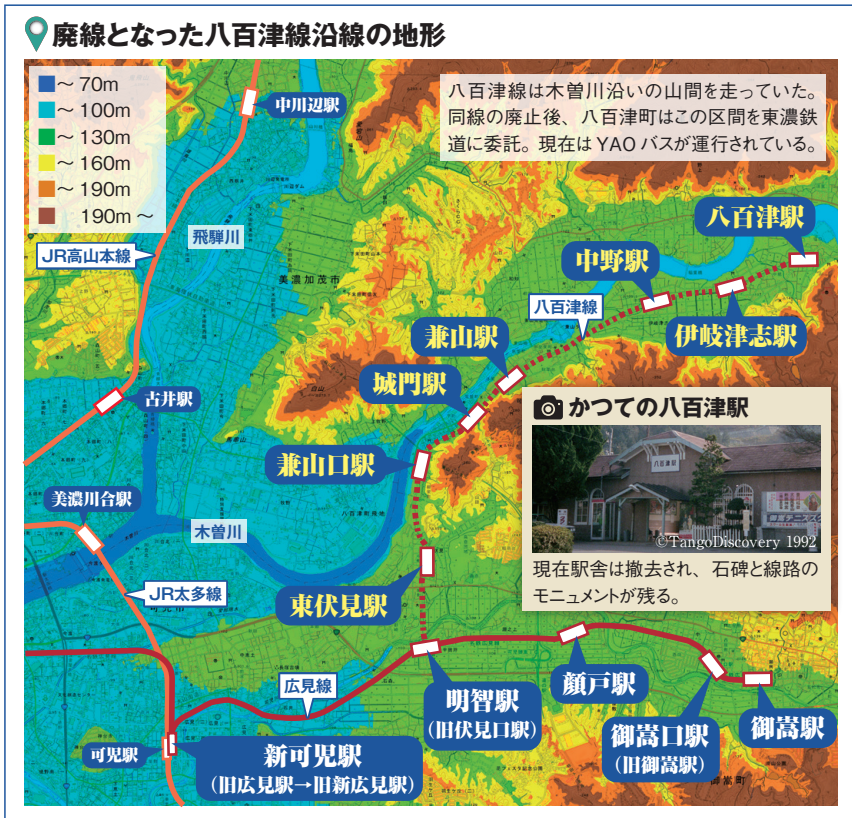 廃線となった八百津線沿線の地形
～70m
～100m
～130m
～160m
～190m
190m～
八百津線は木曽川沿いの山間を走っていた。
同線の廃止後、八百津町はこの区間を東濃鉄
道に委託。現在はYAOバスが運行されている。
中川辺駅
飛騨川
JR高山本線
美濃加茂市
八百津駅
中野駅
八百津線
伊岐津志駅
兼山駅
城門駅
古井駅
兼山口駅
かつての八百津駅
八百津駅
©TangoDiscovery 1992
現在駅舎は撤去され、石碑と線路の
モニュメントが残る。
美濃川合駅
木曽川
JR太多線
東伏見駅
広見線
明智駅
(旧伏見口駅)
顔戸駅
御嵩口駅
(旧御嵩駅)
御嵩駅
可児駅
新可児駅
(旧広見駅→旧新広見駅)
御嵩町